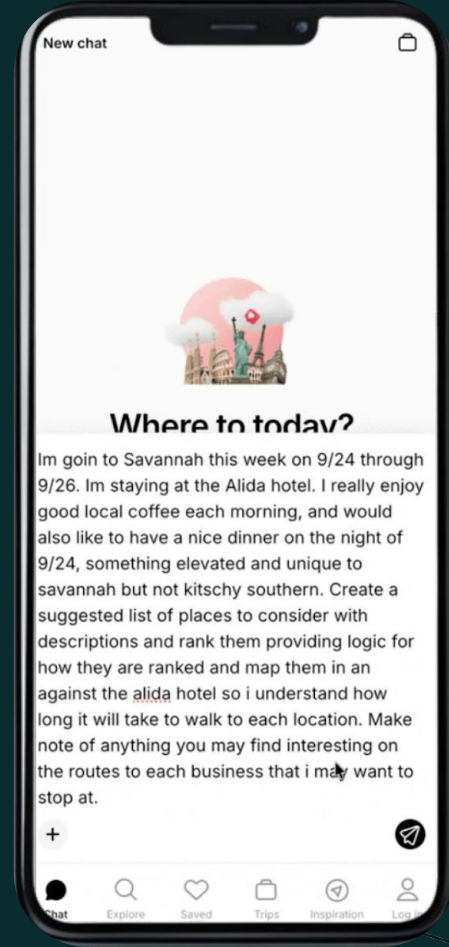 New chat
Where to today?
Im goin to Savannah this week on 9/24 through
9/26. Im staying at the Alida hotel. I really enjoy
good local coffee each morning, and would
also like to have a nice dinner on the night of
9/24, something elevated and unique to
savannah but not kitschy southern. Create a
suggested list of places to consider with
descriptions and rank them providing logic for
how they are ranked and map them in an
against the alida hotel so i understand how
long it will take to walk to each location. Make
note of anything you may find interesting on
the routes to each business that i may want to
stop at.
Chat Explore Saved Trips Inspiration Log in